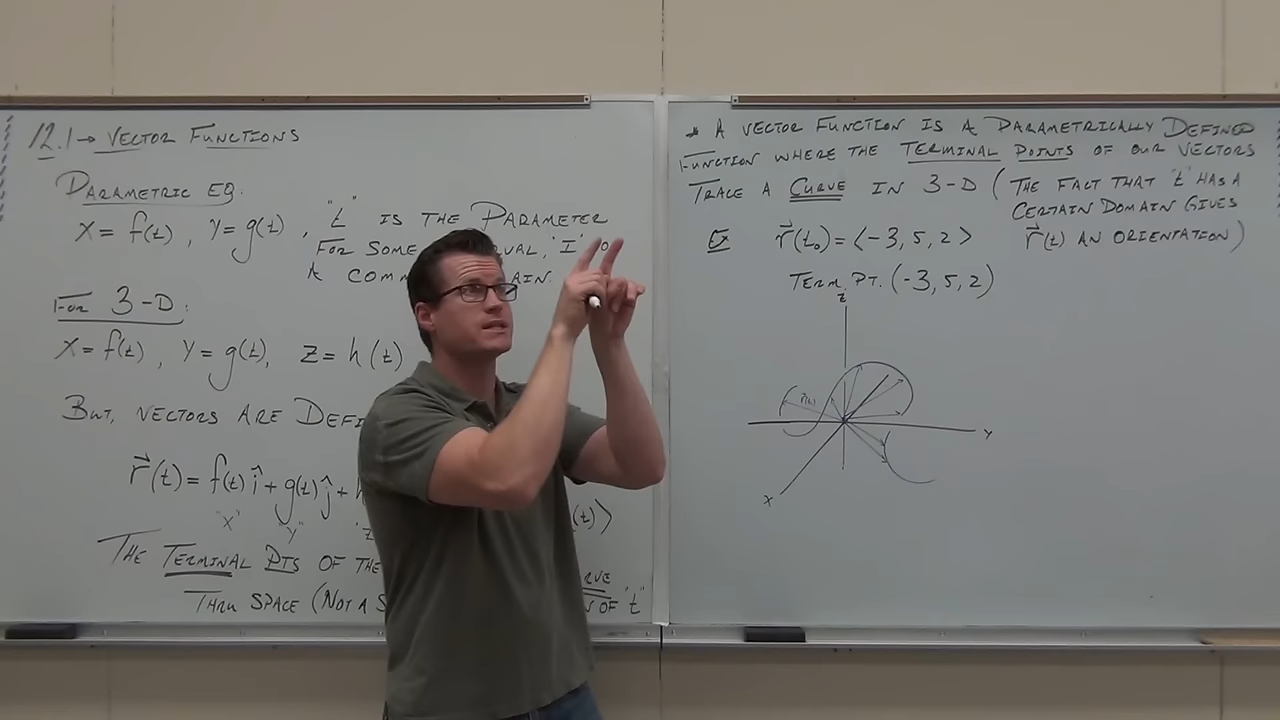 12.1→ VECTOR FUNCTIONS
PARAMETRIC EQ.
X = f(t), Y = g(t), "t" IS THE PARAMETER
FOR SOME
A COMM
FOR 3-D:
X = f(t), Y = g(t), Z = h(t)
BUT, VECTORS ARE DEF
r⃗(t) = f(t) î + g(t) ĵ + h
(t)⟩
"X" "Y" "Z
THE TERMINAL PTS OF THE
THRU SPACE (NOT A S
OF "t"
* A VECTOR FUNCTION IS A PARAMETRICALLY DEFINED
FUNCTION WHERE THE TERMINAL POINTS OF OUR VECTORS
TRACE A CURVE IN 3-D (THE FACT THAT "t" HAS A
CERTAIN DOMAIN GIVES
r⃗(t) AN ORIENTATION)
EX r⃗(t₀) = ⟨-3, 5, 2⟩
TERM. PT. (-3, 5, 2)
Z
Y
X